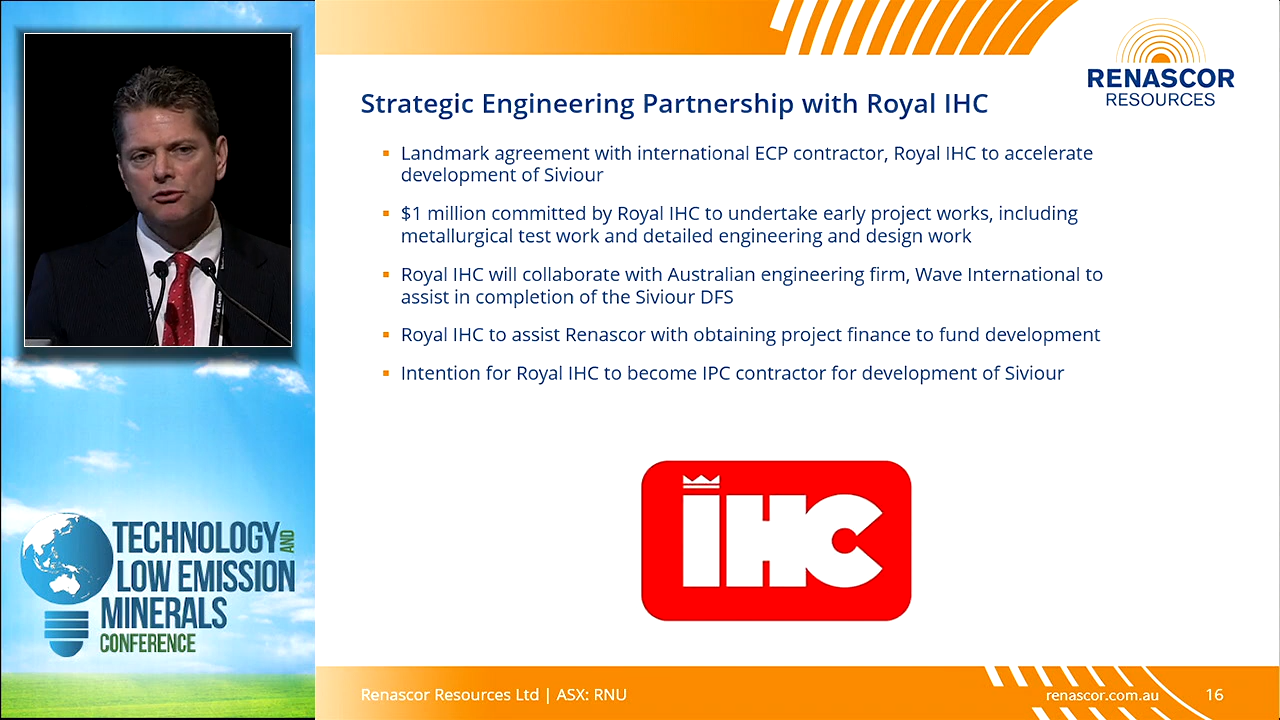 RENASCOR
RESOURCES
Strategic Engineering Partnership with Royal IHC
Landmark agreement with international ECP contractor, Royal IHC to accelerate
development of Siviour
$1 million committed by Royal IHC to undertake early project works, including
metallurgical test work and detailed engineering and design work
Royal IHC will collaborate with Australian engineering firm, Wave International to
assist in completion of the Siviour DFS
Royal IHC to assist Renascor with obtaining project finance to fund development
Intention for Royal IHC to become IPC contractor for development of Siviour
IHC
TECHNOLOGY AND
LOW EMISSION
MINERALS
CONFERENCE
Renascor Resources Ltd | ASX: RNU
renascor.com.au
16